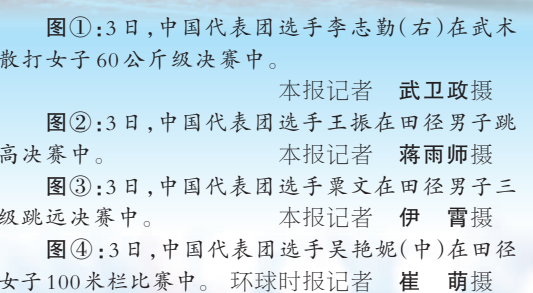 图①:3日,中国代表团选手李志勤(右)在武术
散打女子60公斤级决赛中。
本报记者 武卫政摄
图②:3日,中国代表团选手王振在田径男子跳
高决赛中。 本报记者 蒋雨师摄
图③:3日,中国代表团选手粟文在田径男子三
级跳远决赛中。 本报记者 伊 霄摄
图④:3日,中国代表团选手吴艳妮(中)在田径
女子100米栏比赛中。 环球时报记者 崔 萌摄